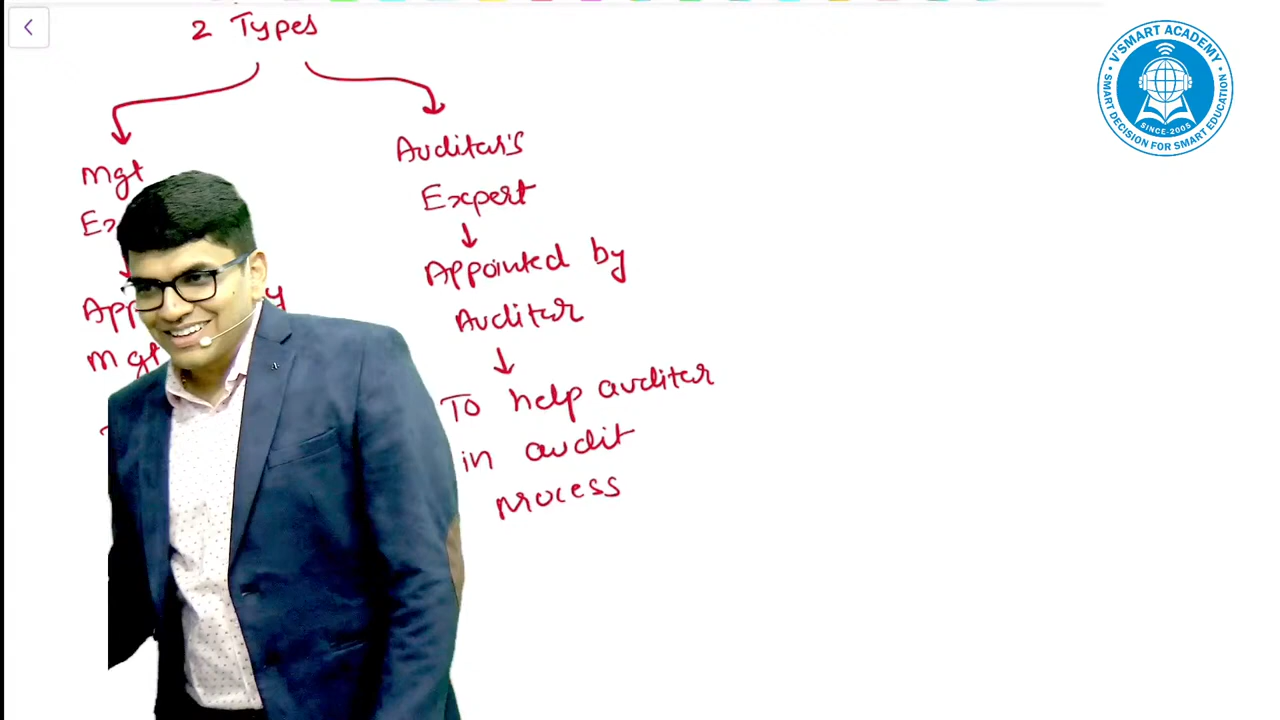 2 Types
Mgt
Auditor's
Expert
↓
Appointed by
Auditor
↓
To help auditor
in audit
process
Mgt
V'SMART ACADEMY
SMART DECISION FOR SMART EDUCATION
SINCE-2005